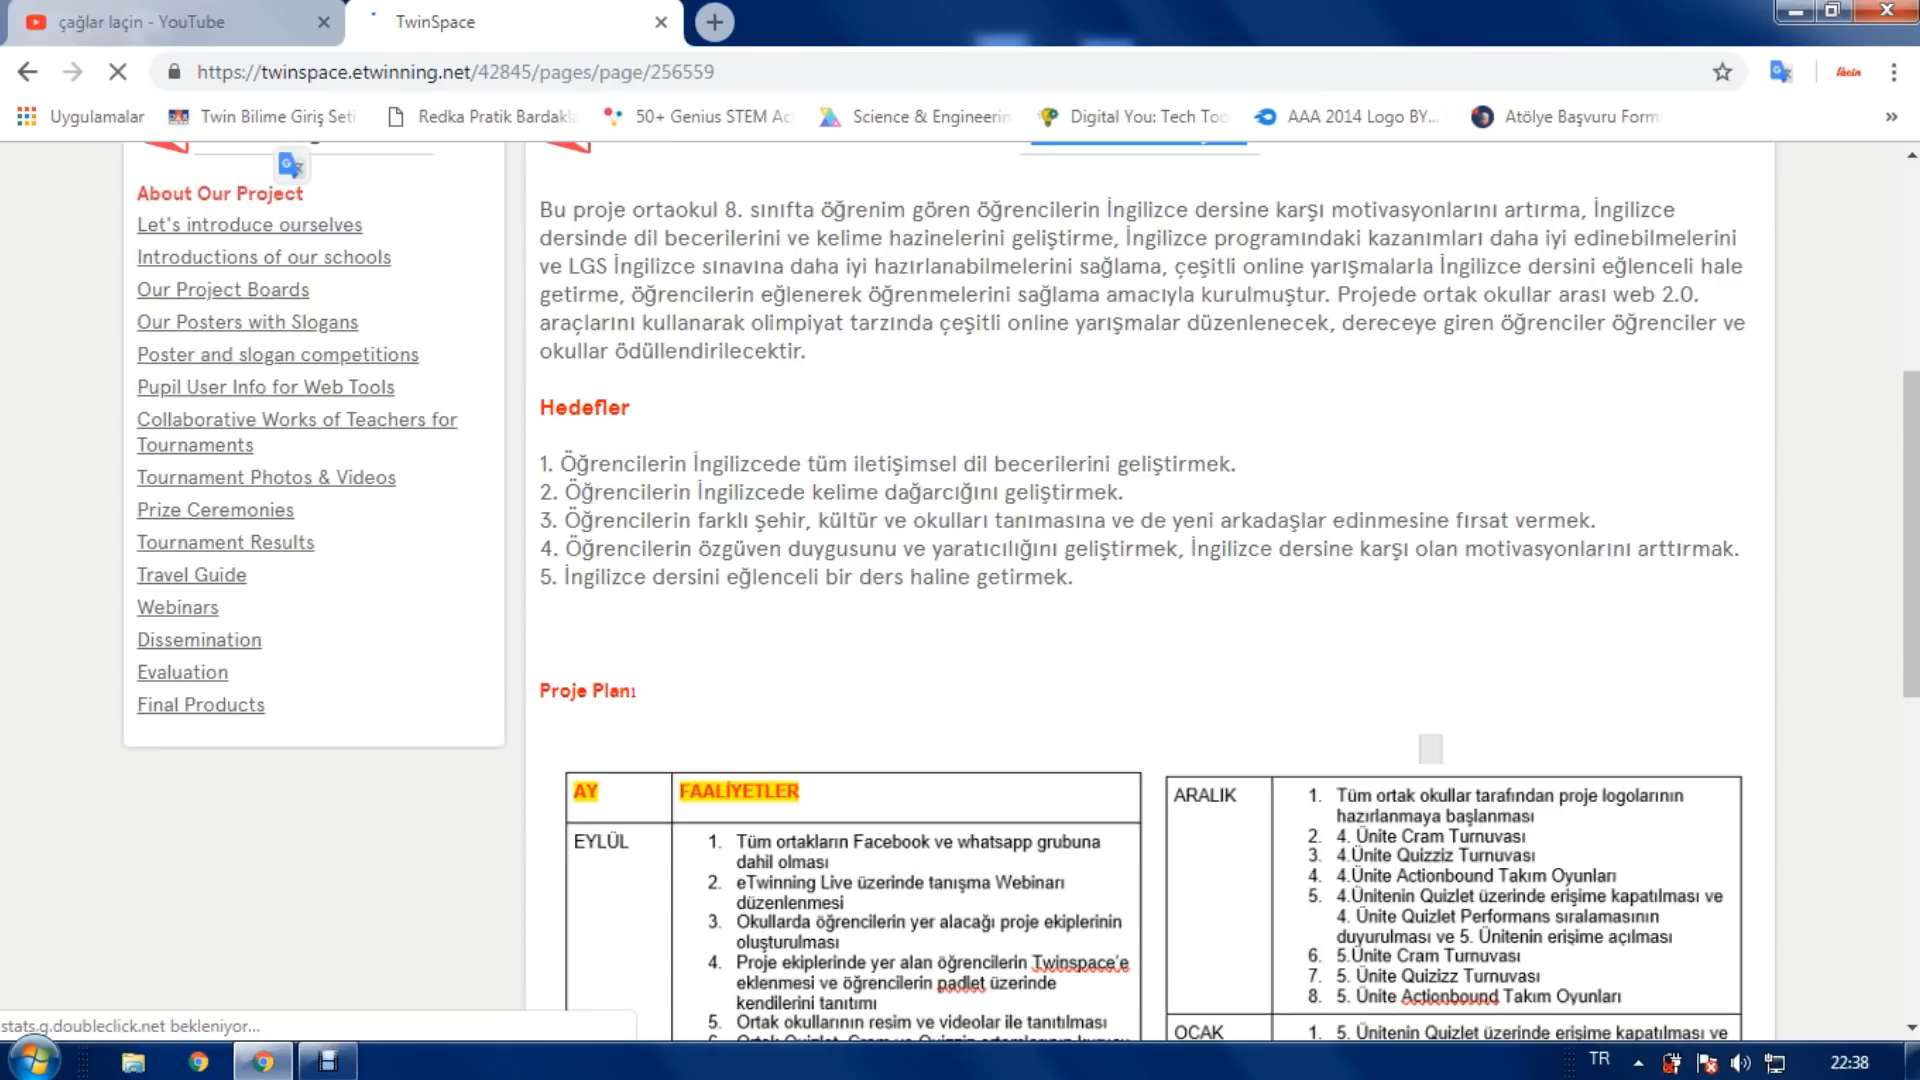 çağlar laçin - YouTube
TwinSpace
https://twinspace.etwinning.net/42845/pages/page/256559
laçin
Uygulamalar
Twin Bilime Giriş Seti
Redka Pratik Bardakla
50+ Genius STEM Ac
Science & Engineerin
Digital You: Tech Too
AAA 2014 Logo BY...
Atölye Başvuru Form
About Our Project
Let's introduce ourselves
Introductions of our schools
Our Project Boards
Our Posters with Slogans
Poster and slogan competitions
Pupil User Info for Web Tools
Collaborative Works of Teachers for
Tournaments
Tournament Photos & Videos
Prize Ceremonies
Tournament Results
Travel Guide
Webinars
Dissemination
Evaluation
Final Products
Bu proje ortaokul 8. sınıfta öğrenim gören öğrencilerin İngilizce dersine karşı motivasyonlarını artırma, İngilizce
dersinde dil becerilerini ve kelime hazinelerini geliştirme, İngilizce programındaki kazanımları daha iyi edinebilmelerini
ve LGS İngilizce sınavına daha iyi hazırlanabilmelerini sağlama, çeşitli online yarışmalarla İngilizce dersini eğlenceli hale
getirme, öğrencilerin eğlenerek öğrenmelerini sağlama amacıyla kurulmuştur. Projede ortak okullar arası web 2.0.
araçlarını kullanarak olimpiyat tarzında çeşitli online yarışmalar düzenlenecek, dereceye giren öğrenciler öğrenciler ve
okullar ödüllendirilecektir.
Hedefler
1. Öğrencilerin İngilizcede tüm iletişimsel dil becerilerini geliştirmek.
2. Öğrencilerin İngilizcede kelime dağarcığını geliştirmek.
3. Öğrencilerin farklı şehir, kültür ve okulları tanımasına ve de yeni arkadaşlar edinmesine fırsat vermek.
4. Öğrencilerin özgüven duygusunu ve yaratıcılığını geliştirmek, İngilizce dersine karşı olan motivasyonlarını arttırmak.
5. İngilizce dersini eğlenceli bir ders haline getirmek.
Proje Planı
AY FAALİYETLER
EYLÜL
1. Tüm ortakların Facebook ve whatsapp grubuna
dahil olması
2. eTwinning Live üzerinde tanışma Webinarı
düzenlenmesi
3. Okullarda öğrencilerin yer alacağı proje ekiplerinin
oluşturulması
4. Proje ekiplerinde yer alan öğrencilerin Twinspace'e
eklenmesi ve öğrencilerin padlet üzerinde
kendilerini tanıtımı
5. Ortak okullarının resim ve videolar ile tanıtılması
ARALIK
1. Tüm ortak okullar tarafından proje logolarının
hazırlanmaya başlanması
2. 4. Ünite Cram Turnuvası
3. 4.Ünite Quizziz Turnuvası
4. 4.Ünite Actionbound Takım Oyunları
5. 4.Ünitenin Quizlet üzerinde erişime kapatılması ve
4. Ünite Quizlet Performans sıralamasının
duyurulması ve 5. Ünitenin erişime açılması
6. 5.Ünite Cram Turnuvası
7. 5. Ünite Quizizz Turnuvası
8. 5. Ünite Actionbound Takım Oyunları
OCAK
1. 5. Ünitenin Quizlet üzerinde erişime kapatılması ve
stats.g.doubleclick.net bekleniyor...
TR
22:38